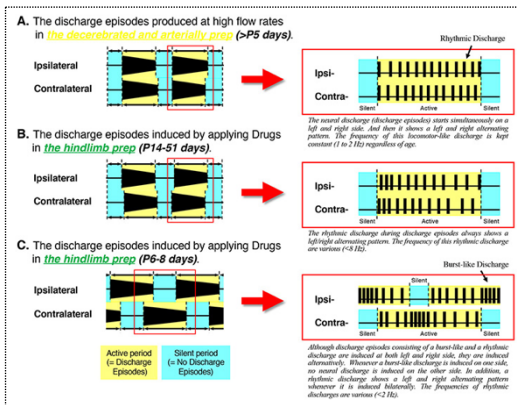 A. The discharge episodes produced at high flow rates
in the decerebrated and arterially prep (>P5 days).
Ipsilateral
Contralateral
Rhythmic Discharge
Ipsi-
Contra-
Silent
Active
Silent
The neural discharge (discharge episodes) starts simultaneously on a
left and right side. And then it shows a left and right alternating
pattern. The frequency of this locomotor-like discharge is kept
constant (1 to 2 Hz) regardless of age.
B. The discharge episodes induced by applying Drugs
in the hindlimb prep (P14-51 days).
Ipsilateral
Contralateral
Ipsi-
Contra-
Silent
Active
Silent
The rhythmic discharge during discharge episodes always shows a
left/right alternating pattern. The frequency of this rhythmic discharge
are various (<8 Hz).
C. The discharge episodes induced by applying Drugs
in the hindlimb prep (P6-8 days).
Ipsilateral
Contralateral
Active period
(= Discharge
Episodes)
Silent period
(= No Discharge
Episodes)
Burst-like Discharge
Silent
Ipsi-
Contra-
Silent
Active
Silent
Although discharge episodes consisting of a burst-like and a rhythmic
discharge are induced at both left and right side, they are induced
alternatively. Whenever a burst-like discharge is induced on one side,
no neural discharge is induced on the other side. In addition, a
rhythmic discharge shows a left and right alternating pattern
whenever it is induced bilaterally. The frequencies of rhythmic
discharges are various (<2 Hz).